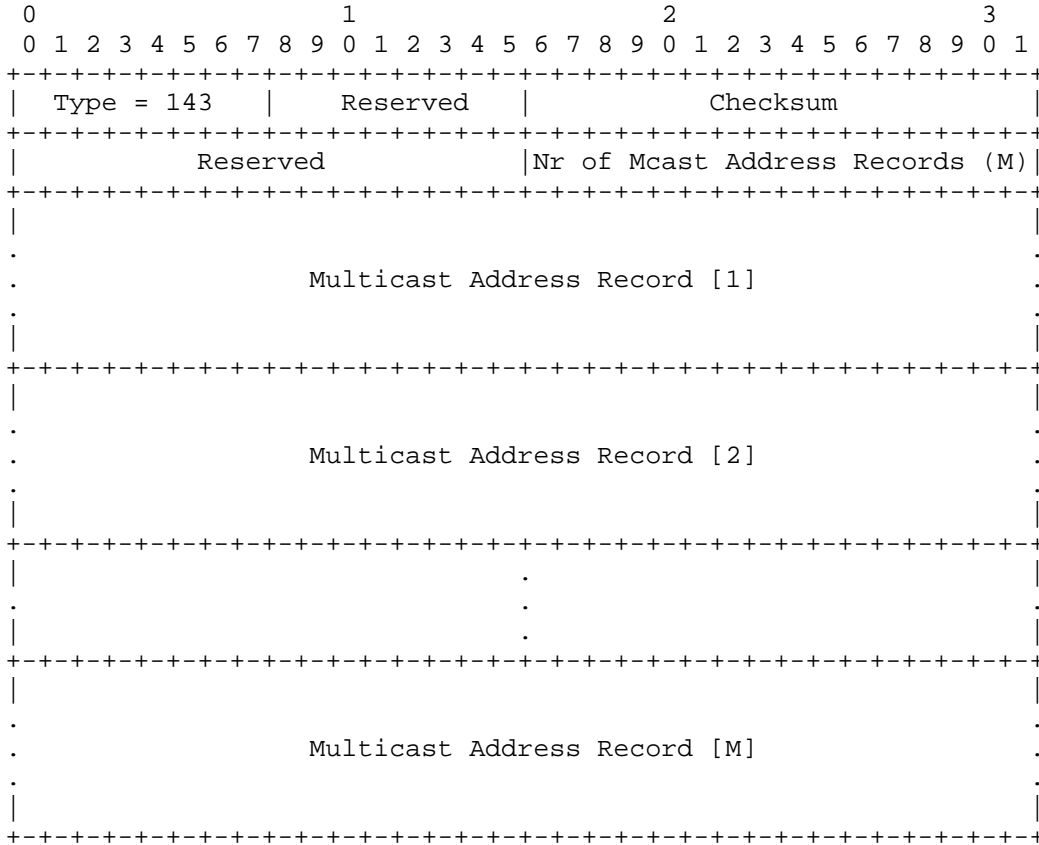 0                   1                   2                   3
 0 1 2 3 4 5 6 7 8 9 0 1 2 3 4 5 6 7 8 9 0 1 2 3 4 5 6 7 8 9 0 1
+-+-+-+-+-+-+-+-+-+-+-+-+-+-+-+-+-+-+-+-+-+-+-+-+-+-+-+-+-+-+-+-+
|  Type = 143   |    Reserved   |           Checksum            |
+-+-+-+-+-+-+-+-+-+-+-+-+-+-+-+-+-+-+-+-+-+-+-+-+-+-+-+-+-+-+-+-+
|           Reserved            |Nr of Mcast Address Records (M)|
+-+-+-+-+-+-+-+-+-+-+-+-+-+-+-+-+-+-+-+-+-+-+-+-+-+-+-+-+-+-+-+-+
|                                                               |
.                                                               .
.                  Multicast Address Record [1]                 .
.                                                               .
|                                                               |
+-+-+-+-+-+-+-+-+-+-+-+-+-+-+-+-+-+-+-+-+-+-+-+-+-+-+-+-+-+-+-+-+
|                                                               |
.                                                               .
.                  Multicast Address Record [2]                 .
.                                                               .
|                                                               |
+-+-+-+-+-+-+-+-+-+-+-+-+-+-+-+-+-+-+-+-+-+-+-+-+-+-+-+-+-+-+-+-+
|                               .                               |
.                               .                               .
|                               .                               |
+-+-+-+-+-+-+-+-+-+-+-+-+-+-+-+-+-+-+-+-+-+-+-+-+-+-+-+-+-+-+-+-+
|                                                               |
.                                                               .
.                  Multicast Address Record [M]                 .
.                                                               .
|                                                               |
+-+-+-+-+-+-+-+-+-+-+-+-+-+-+-+-+-+-+-+-+-+-+-+-+-+-+-+-+-+-+-+-+